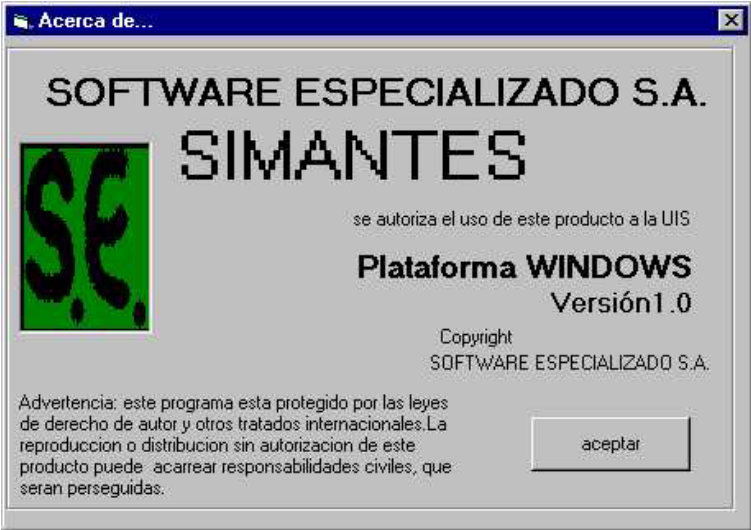 Acerca de...
SOFTWARE ESPECIALIZADO S.A.
SIMANTES
S.E.
se autoriza el uso de este producto a la UIS
Plataforma WINDOWS
Versión1.0
Copyright
SOFTWARE ESPECIALIZADO S.A.
Advertencia: este programa esta protegido por las leyes
de derecho de autor y otros tratados internacionales.La
reproduccion o distribucion sin autorizacion de este
producto puede  acarrear responsabilidades civiles, que
seran perseguidas.
aceptar